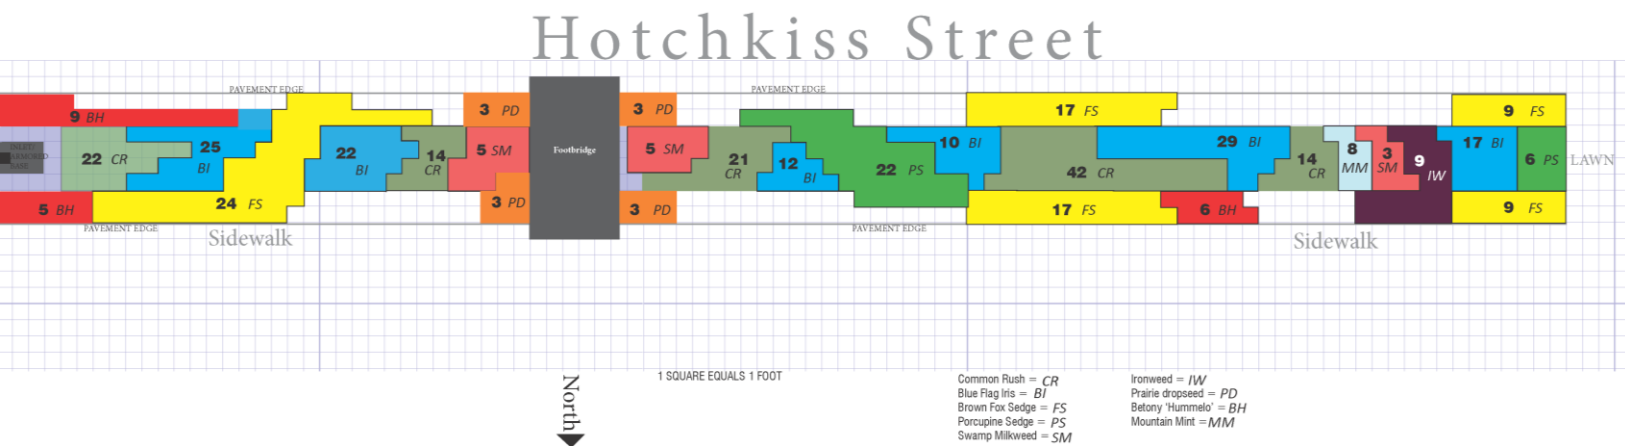 Hotchkiss Street
PAVEMENT EDGE
PAVEMENT EDGE
9 BH
3 PD
3 PD
17 FS
9 FS
INLET/
ARMORED
BASE
22 CR
25 BI
22 BI
14 CR
5 SM
Footbridge
5 SM
21 CR
12 BI
22 PS
10 BI
42 CR
29 BI
14 CR
8 MM
3 SM
9 IW
17 BI
6 PS
LAWN
5 BH
24 FS
3 PD
3 PD
17 FS
6 BH
9 FS
PAVEMENT EDGE
PAVEMENT EDGE
Sidewalk
Sidewalk
North
1 SQUARE EQUALS 1 FOOT
Common Rush = CR
Blue Flag Iris = BI
Brown Fox Sedge = FS
Porcupine Sedge = PS
Swamp Milkweed = SM
Ironweed = IW
Prairie dropseed = PD
Betony 'Hummelo' = BH
Mountain Mint = MM